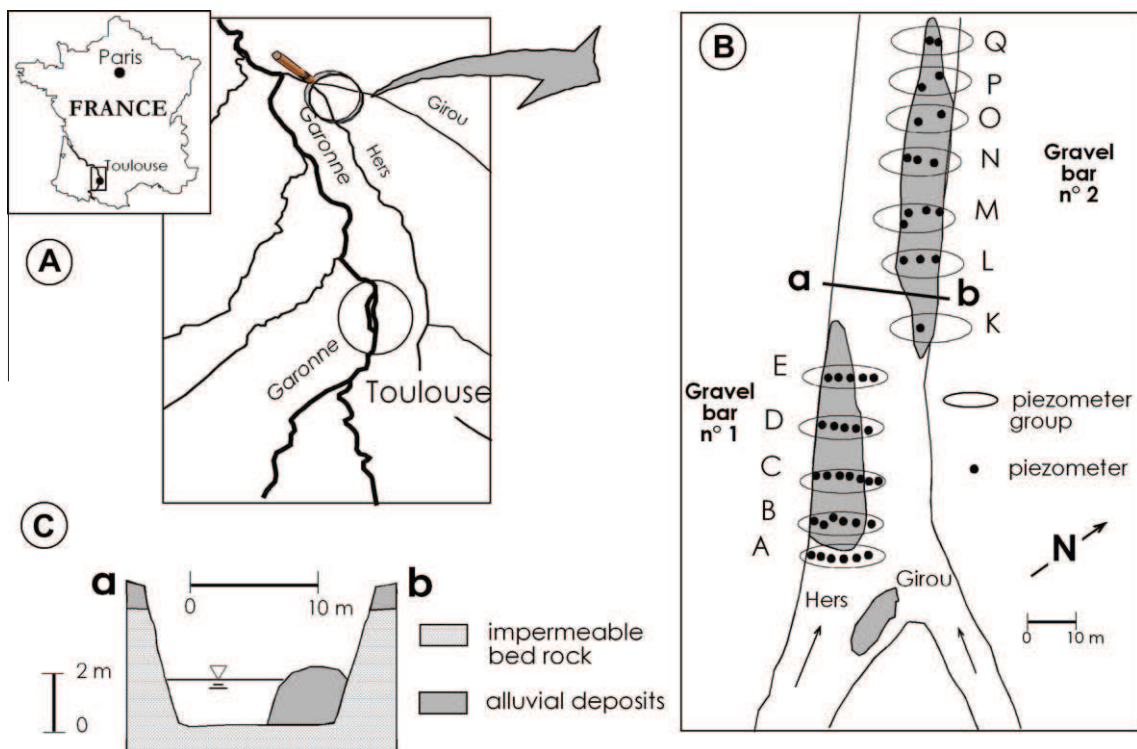 Paris
FRANCE
Toulouse
A
Garonne
Hers
Girou
Garonne
Toulouse
B
Q
P
O
N
M
L
K
Gravel
bar
n° 2
a
b
E
D
C
B
A
Gravel
bar
n° 1
piezometer
group
piezometer
N
Hers
Girou
0
10 m
C
a
b
0
10 m
2 m
0
impermeable
bed rock
alluvial deposits